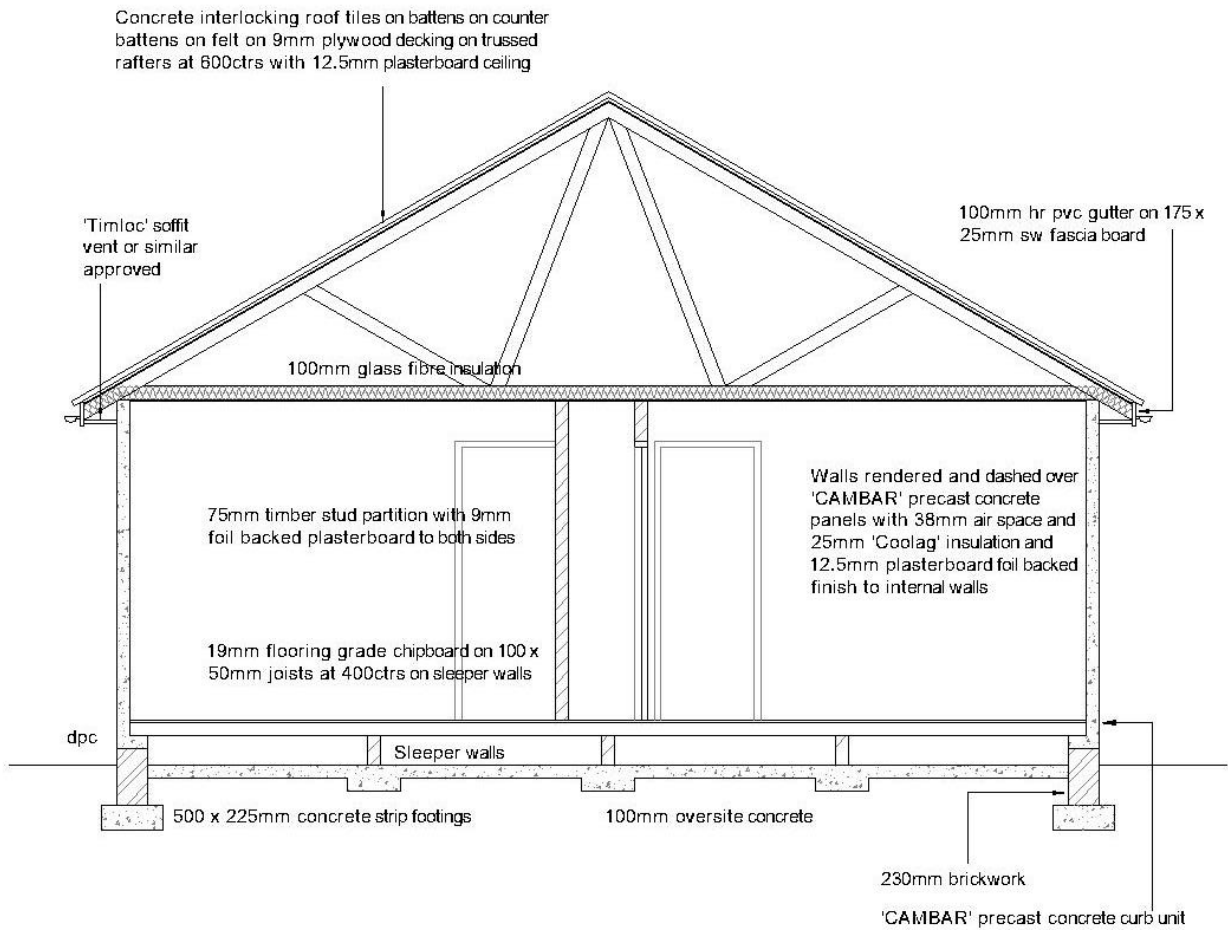 Concrete interlocking roof tiles on battens on counter
battens on felt on 9mm plywood decking on trussed
rafters at 600ctrs with 12.5mm plasterboard ceiling
'Timloc' soffit
vent or similar
approved
100mm hr pvc gutter on 175 x
25mm sw fascia board
100mm glass fibre insulation
75mm timber stud partition with 9mm
foil backed plasterboard to both sides
Walls rendered and dashed over
'CAMBAR' precast concrete
panels with 38mm air space and
25mm 'Coolag' insulation and
12.5mm plasterboard foil backed
finish to internal walls
19mm flooring grade chipboard on 100 x
50mm joists at 400ctrs on sleeper walls
dpc
Sleeper walls
500 x 225mm concrete strip footings
100mm oversite concrete
230mm brickwork
'CAMBAR' precast concrete curb unit